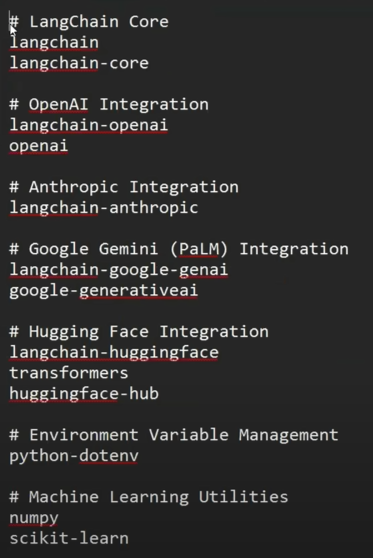 # LangChain Core
langchain
langchain-core

# OpenAI Integration
langchain-openai
openai

# Anthropic Integration
langchain-anthropic

# Google Gemini (PaLM) Integration
langchain-google-genai
google-generativeai

# Hugging Face Integration
langchain-huggingface
transformers
huggingface-hub

# Environment Variable Management
python-dotenv

# Machine Learning Utilities
numpy
scikit-learn